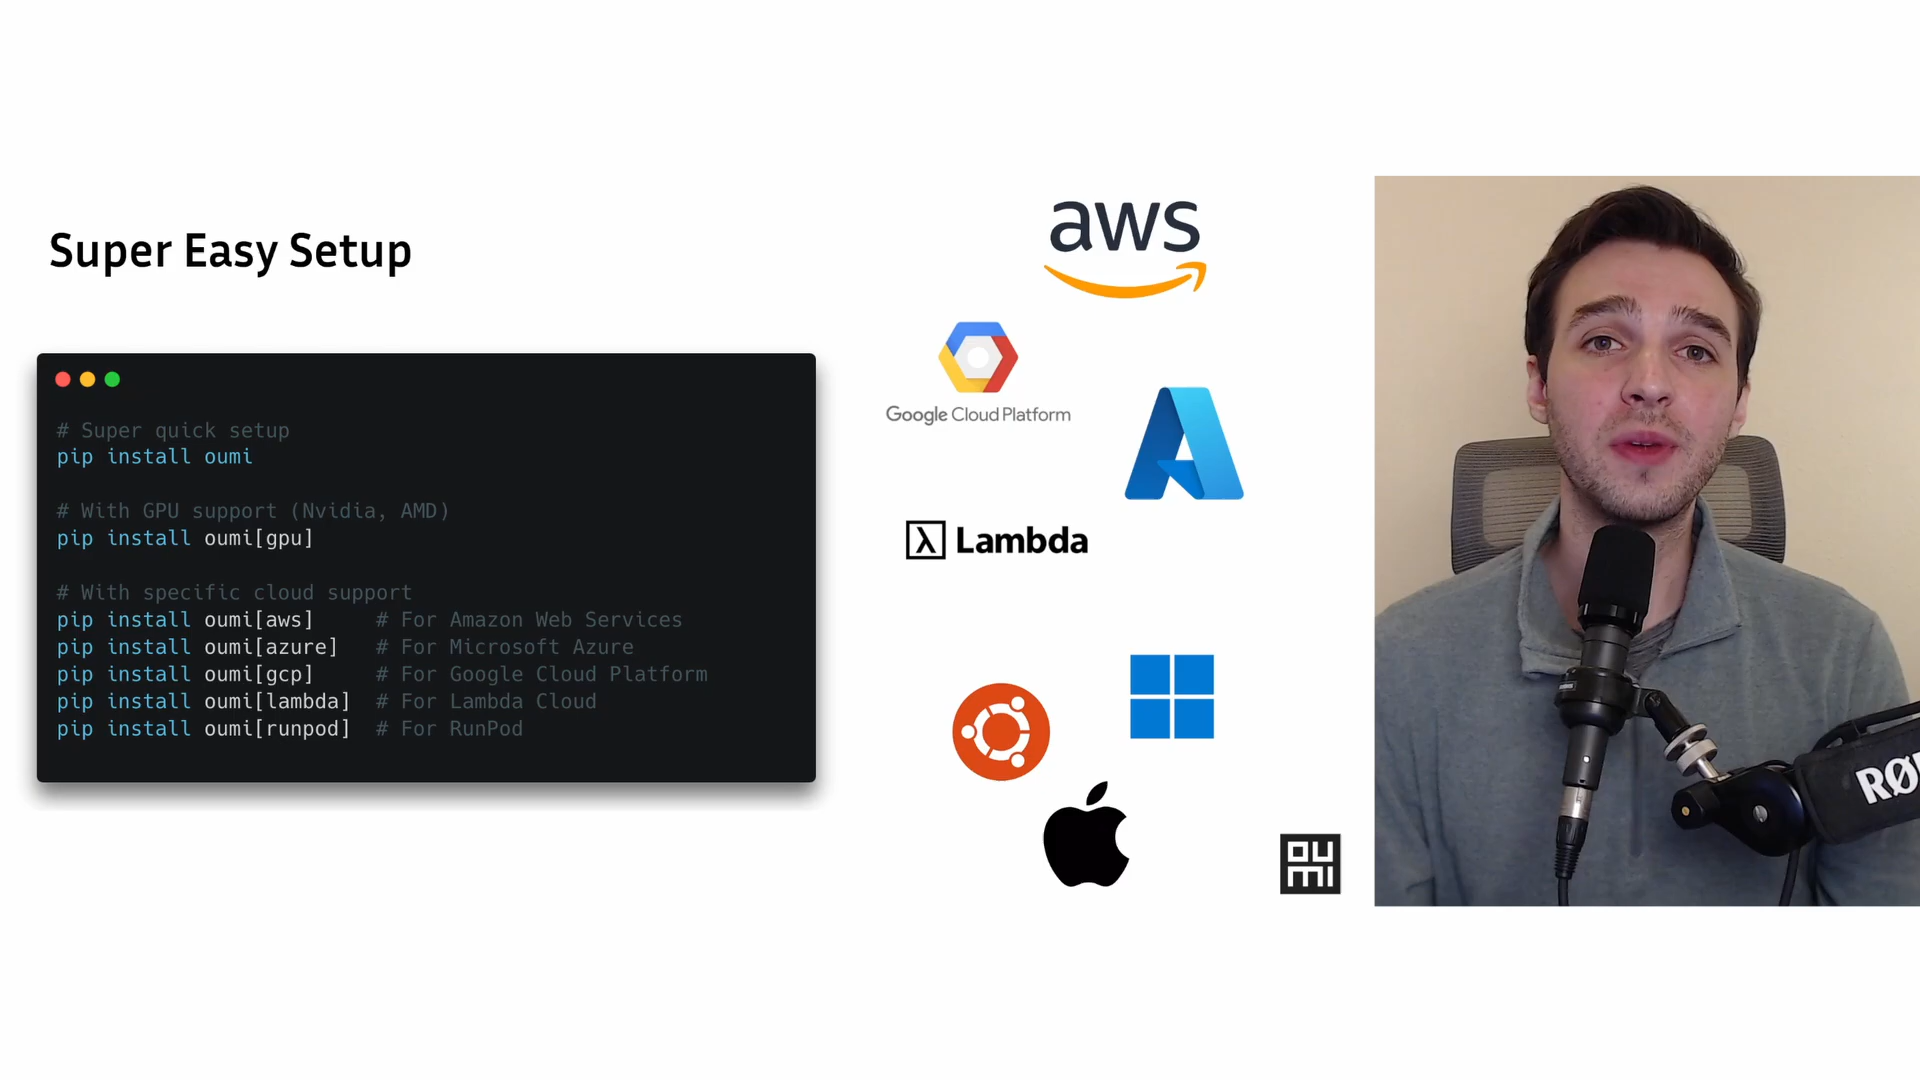 Super Easy Setup
# Super quick setup
pip install oumi
# With GPU support (Nvidia, AMD)
pip install oumi[gpu]
# With specific cloud support
pip install oumi[aws]     # For Amazon Web Services
pip install oumi[azure]   # For Microsoft Azure
pip install oumi[gcp]     # For Google Cloud Platform
pip install oumi[lambda]  # For Lambda Cloud
pip install oumi[runpod]  # For RunPod
aws
Google Cloud Platform
λ Lambda
OU
MI